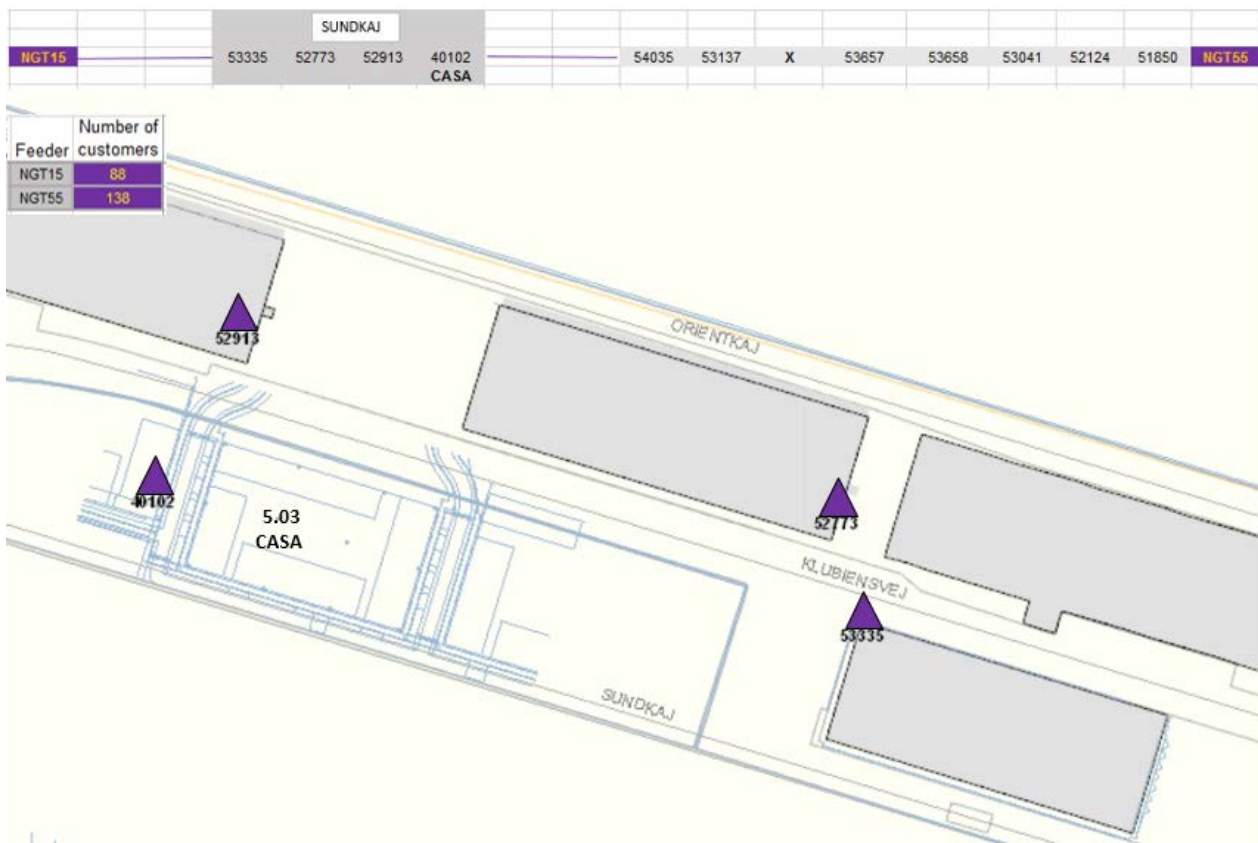 SUNDKAJ
NGT15 53335 52773 52913 40102 54035 53137 X 53657 53658 53041 52124 51850 NGT55
CASA
Feeder Number of customers
NGT15 88
NGT55 138
52913
ORIENTKAJ
40102
5.03
CASA
52773
KLUBIENSVEJ
53335
SUNDKAJ